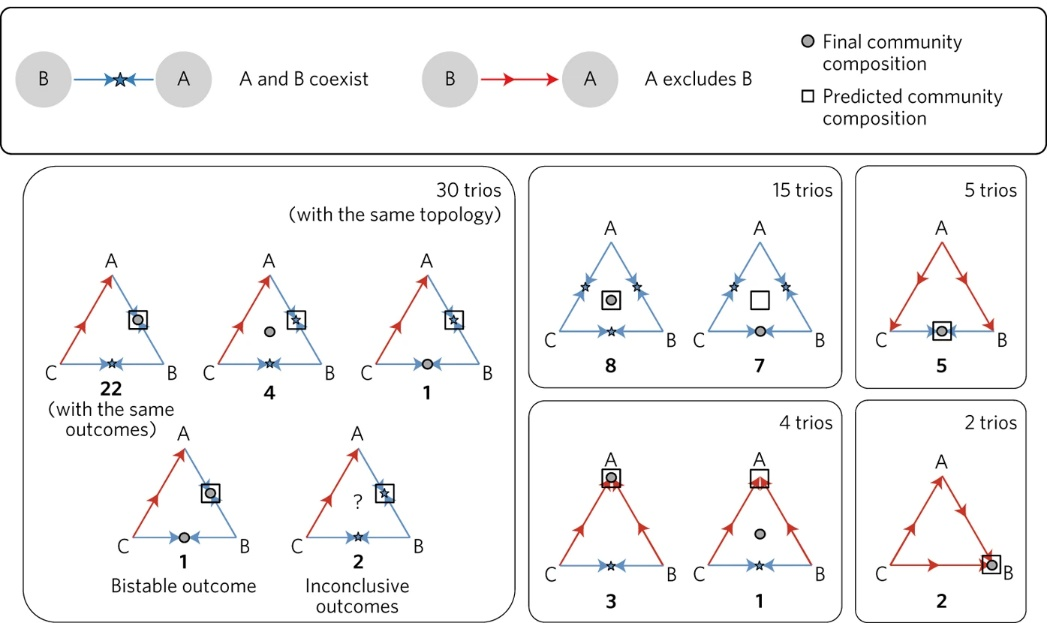 B
A
A and B coexist
B
A
A excludes B
Final community
composition
Predicted community
composition
30 trios
(with the same topology)
A
C
B
22
(with the same
outcomes)
A
C
B
4
A
C
B
1
A
C
B
1
Bistable outcome
A
?
C
B
2
Inconclusive
outcomes
15 trios
A
C
B
8
A
C
B
7
5 trios
A
C
B
5
4 trios
A
C
B
3
A
C
B
1
2 trios
A
C
B
2